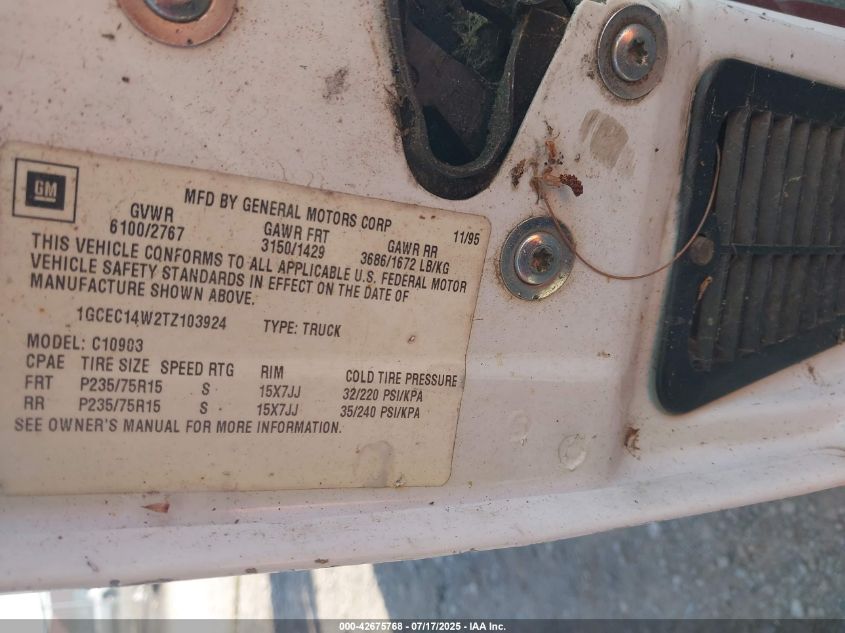 GM
MFD BY GENERAL MOTORS CORP 11/95
GVWR GAWR FRT GAWR RR
6100/2767 3150/1429 3686/1672 LB/KG
THIS VEHICLE CONFORMS TO ALL APPLICABLE U.S. FEDERAL MOTOR
VEHICLE SAFETY STANDARDS IN EFFECT ON THE DATE OF
MANUFACTURE SHOWN ABOVE.
1GCEC14W2TZ103924 TYPE: TRUCK
MODEL: C10903
CPAE TIRE SIZE SPEED RTG RIM COLD TIRE PRESSURE
FRT P235/75R15 S 15X7JJ 32/220 PSI/KPA
RR P235/75R15 S 15X7JJ 35/240 PSI/KPA
SEE OWNER'S MANUAL FOR MORE INFORMATION.
000-42675768 - 07/17/2025 - IAA Inc.